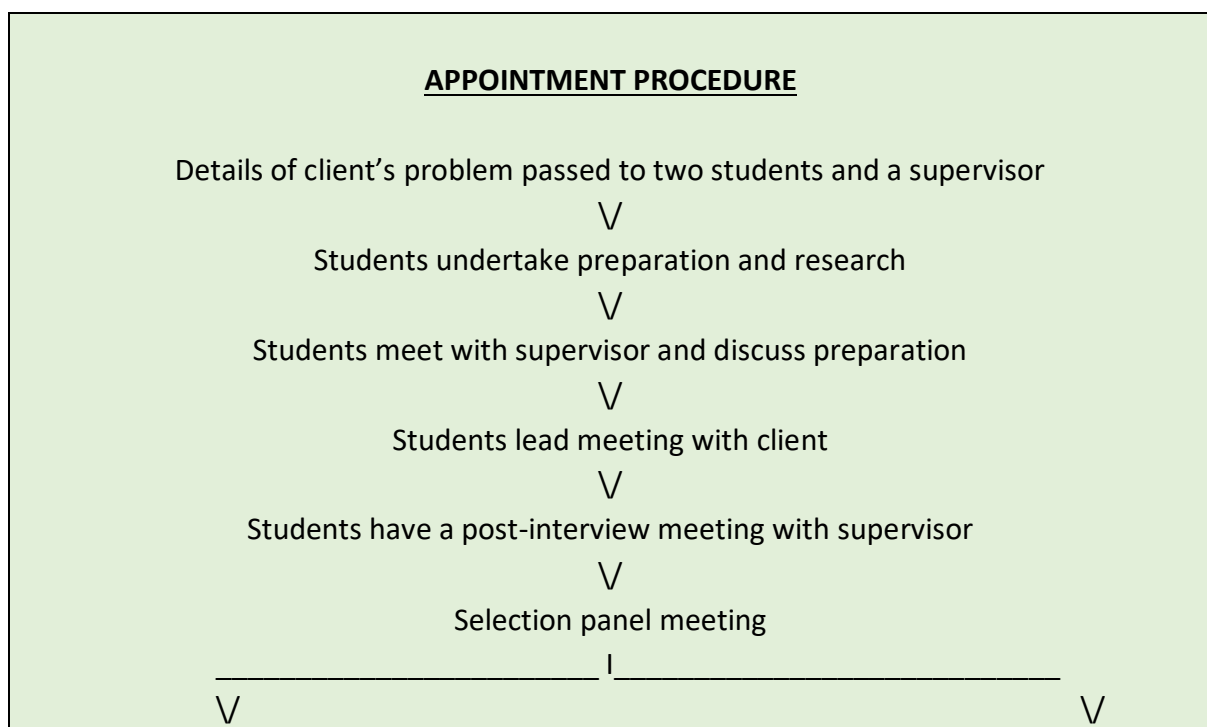 APPOINTMENT PROCEDURE
Details of client’s problem passed to two students and a supervisor
\/
Students undertake preparation and research
\/
Students meet with supervisor and discuss preparation
\/
Students lead meeting with client
\/
Students have a post-interview meeting with supervisor
\/
Selection panel meeting
________________________ I____________________________
\/ \/